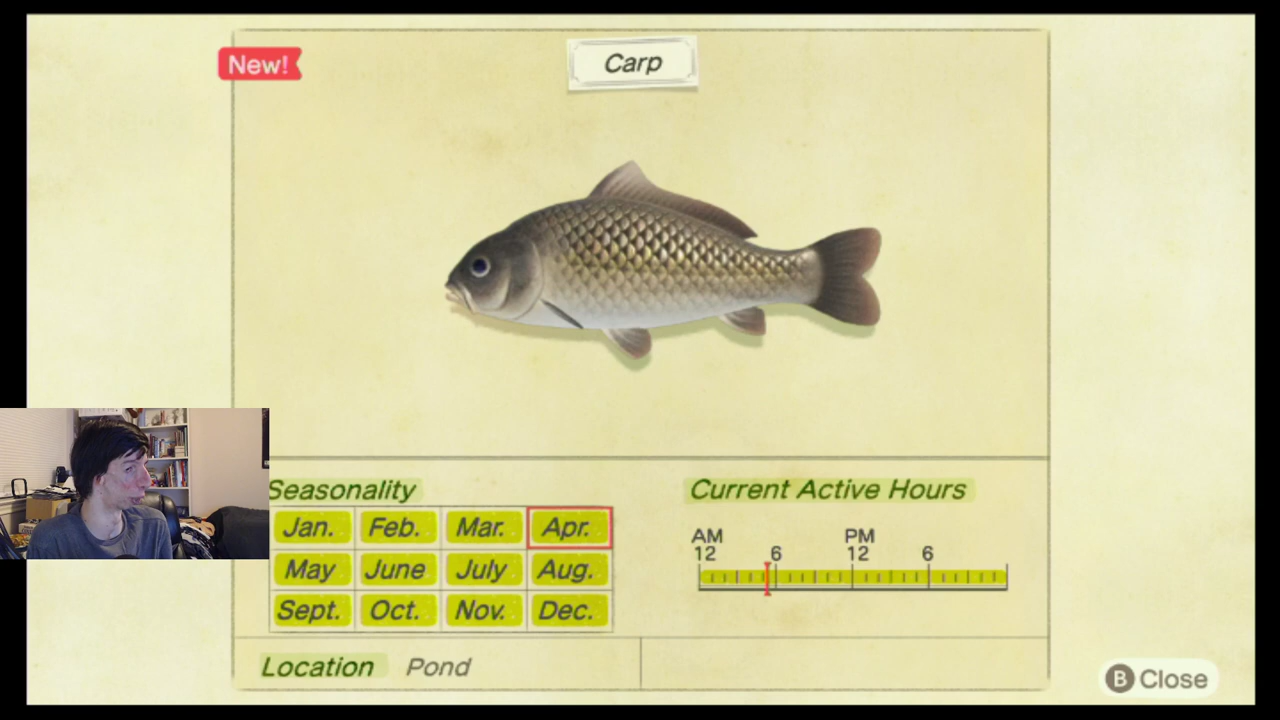 New!
Carp
Seasonality
Jan. Feb. Mar. Apr.
May June July Aug.
Sept. Oct. Nov. Dec.
Current Active Hours
AM PM
12 6 12 6
Location Pond
B Close